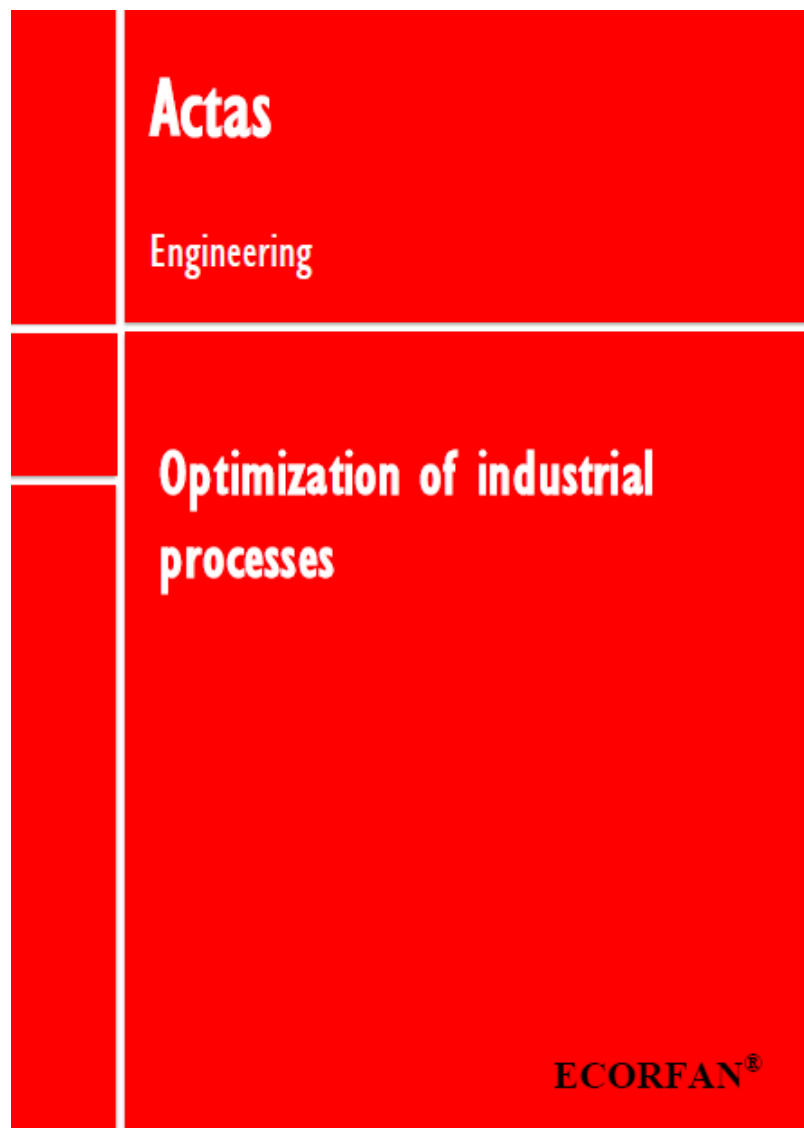 Actas
Engineering
Optimization of industrial
processes
ECORFAN®